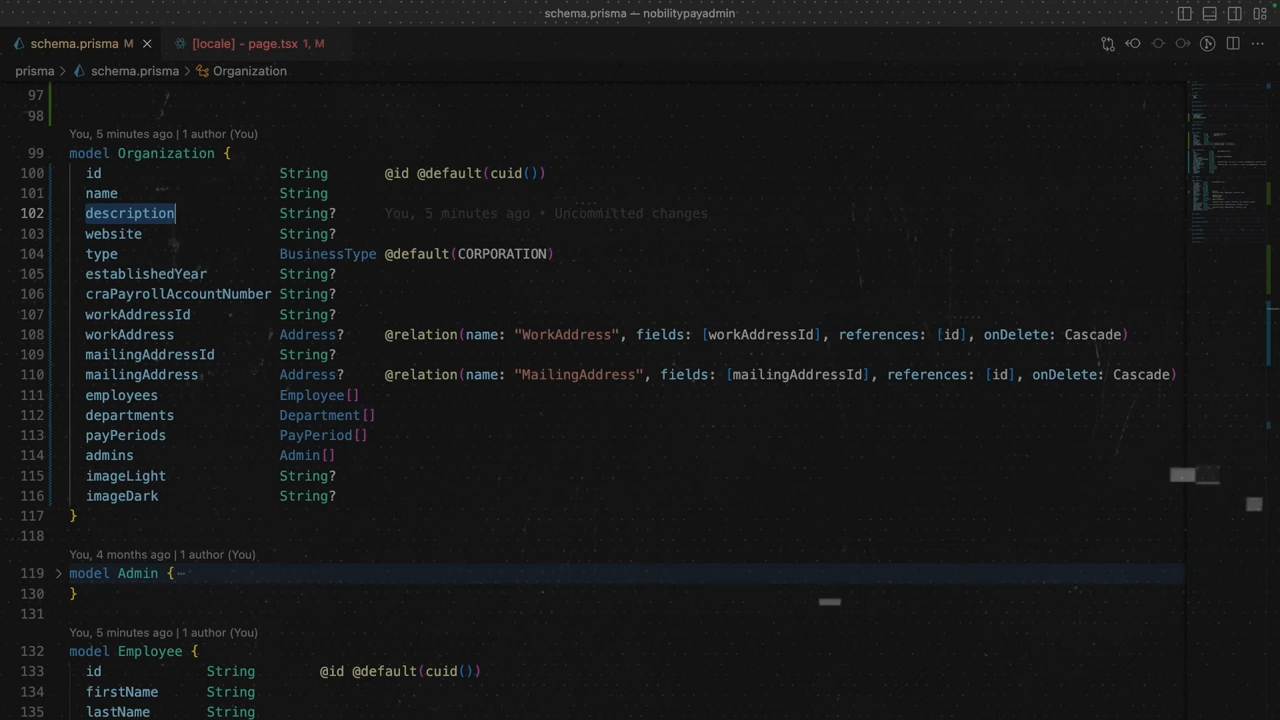 schema.prisma — nobilitypayadmin
schema.prisma M
[locale] - page.tsx 1, M
prisma > schema.prisma > Organization
97
98
You, 5 minutes ago | 1 author (You)
99 model Organization {
100 id String @id @default(cuid())
101 name String
102 description String? You, 5 minutes ago • Uncommitted changes
103 website String?
104 type BusinessType @default(CORPORATION)
105 establishedYear String?
106 craPayrollAccountNumber String?
107 workAddressId String?
108 workAddress Address? @relation(name: "WorkAddress", fields: [workAddressId], references: [id], onDelete: Cascade)
109 mailingAddressId String?
110 mailingAddress Address? @relation(name: "MailingAddress", fields: [mailingAddressId], references: [id], onDelete: Cascade)
111 employees Employee[]
112 departments Department[]
113 payPeriods PayPeriod[]
114 admins Admin[]
115 imageLight String?
116 imageDark String?
117 }
118
You, 4 months ago | 1 author (You)
119 > model Admin { ⋯
130 }
131
You, 5 minutes ago | 1 author (You)
132 model Employee {
133 id String @id @default(cuid())
134 firstName String
135 lastName String